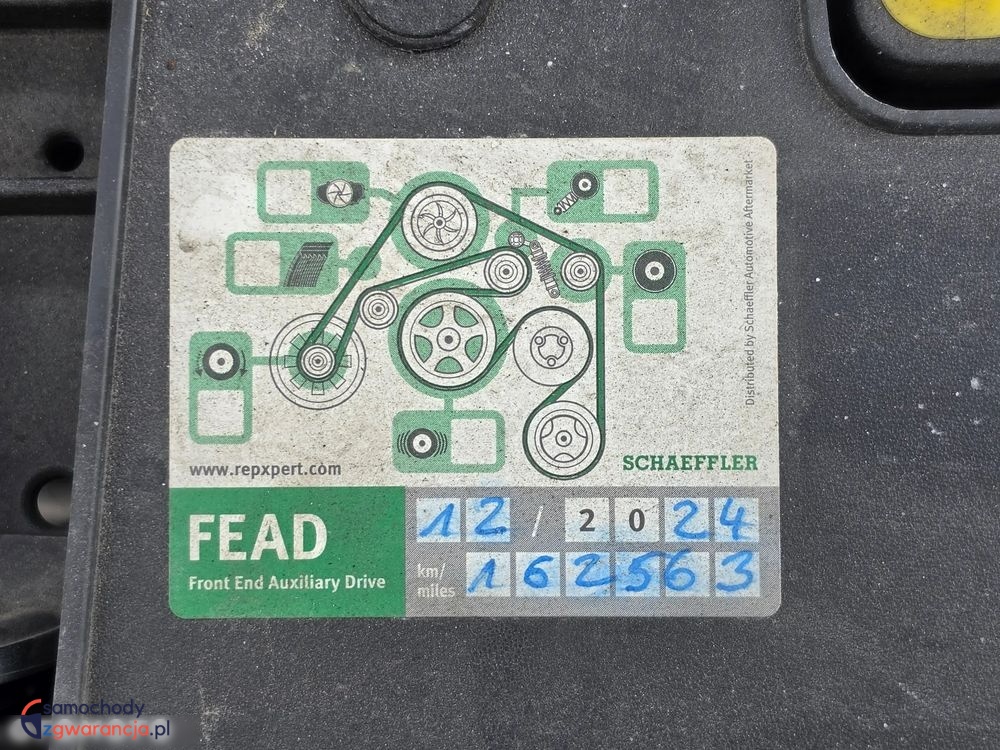 Distributed by Schaeffler Automotive Aftermarket
www.repxpert.com
SCHAEFFLER
FEAD
Front End Auxiliary Drive
12 / 2024
km/
miles
162563
samochody
zgwarancja.pl